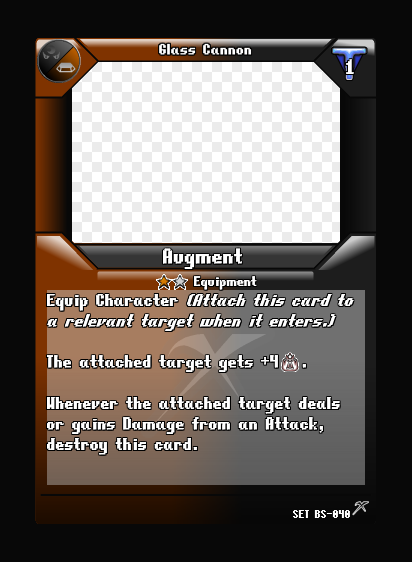 Glass Cannon
1
Augment
Equipment
Equip Character (Attach this card to
a relevant target when it enters.)
The attached target gets +4.
Whenever the attached target deals
or gains Damage from an Attack,
destroy this card.
SET BS-040